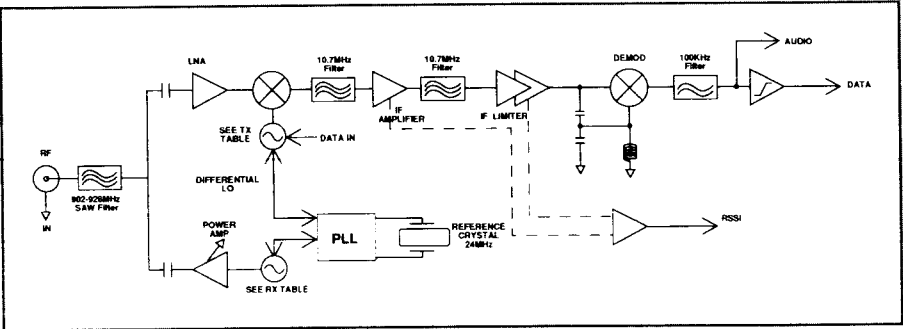 LNA
10.7MHz
Filter
10.7MHz
Filter
DEMOD
100KHz
Filter
AUDIO
DATA
IF
AMPLIFIER
IF LIMITER
SEE TX
TABLE
DATA IN
RF
902-928MHz
SAW Filter
IN
DIFFERENTIAL
LO
POWER
AMP
PLL
REFERENCE
CRYSTAL
24MHz
RSSI
SEE RX TABLE